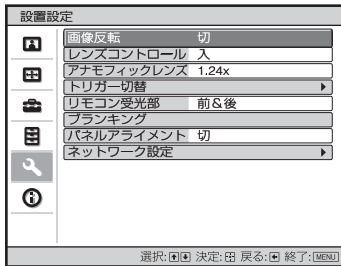 設置設定
画像反転 切
レンズコントロール 入
アナモフィックレンズ 1.24x
トリガー切替
リモコン受光部 前&後
ブランキング
パネルアライメント 切
ネットワーク設定
選択: 決定: 戻る: 終了:MENU